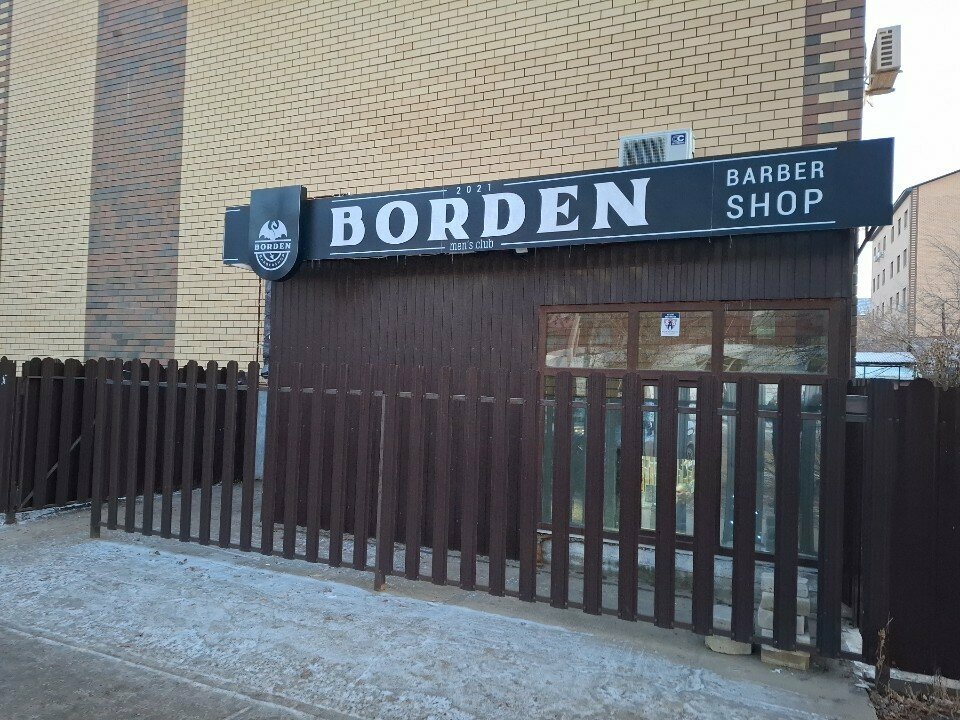 BORDEN
2021
BORDEN
men's club
BARBER
SHOP